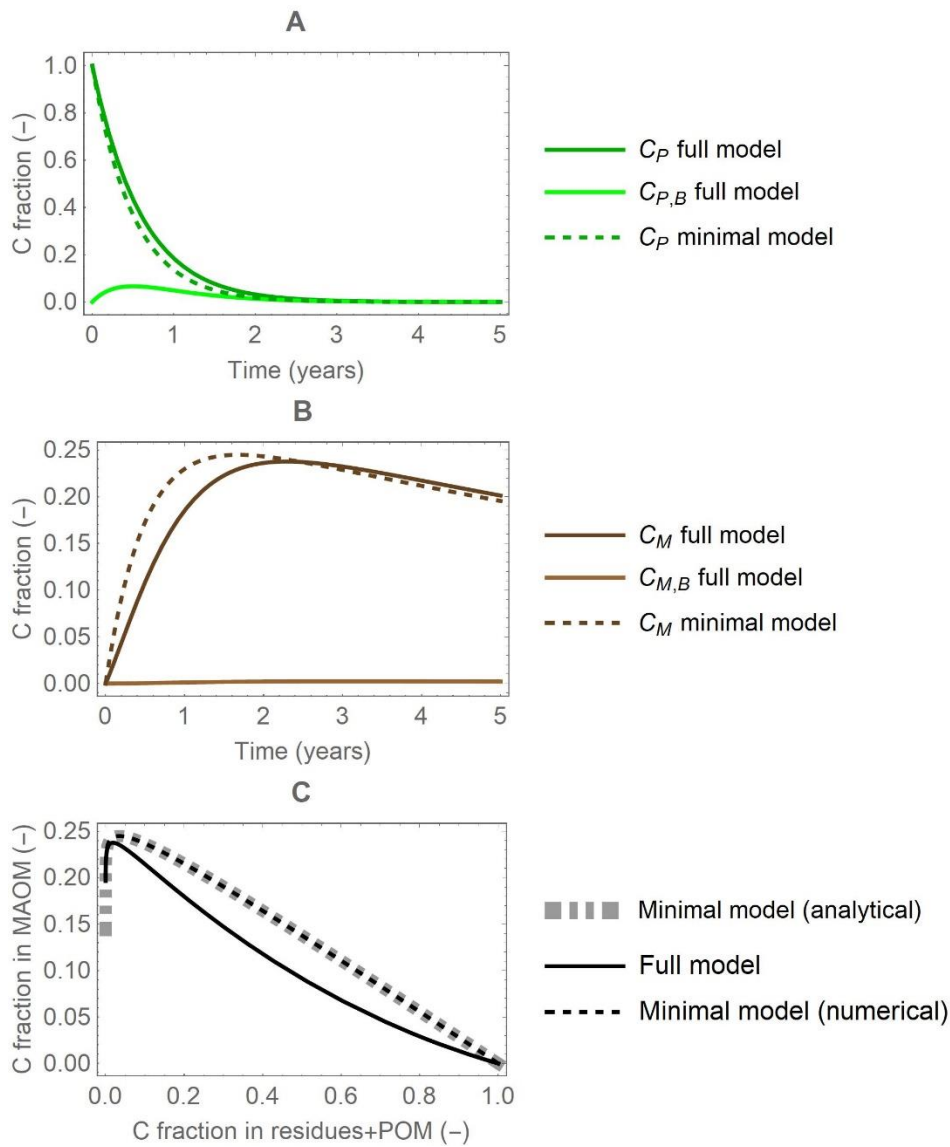 A
C fraction (−)
1.0
0.8
0.6
0.4
0.2
0.0
0 1 2 3 4 5
Time (years)
C_P full model
C_{P,B} full model
C_P minimal model
B
C fraction (−)
0.25
0.20
0.15
0.10
0.05
0.00
0 1 2 3 4 5
Time (years)
C_M full model
C_{M,B} full model
C_M minimal model
C
C fraction in MAOM (−)
0.25
0.20
0.15
0.10
0.05
0.00
0.0 0.2 0.4 0.6 0.8 1.0
C fraction in residues+POM (−)
Minimal model (analytical)
Full model
Minimal model (numerical)